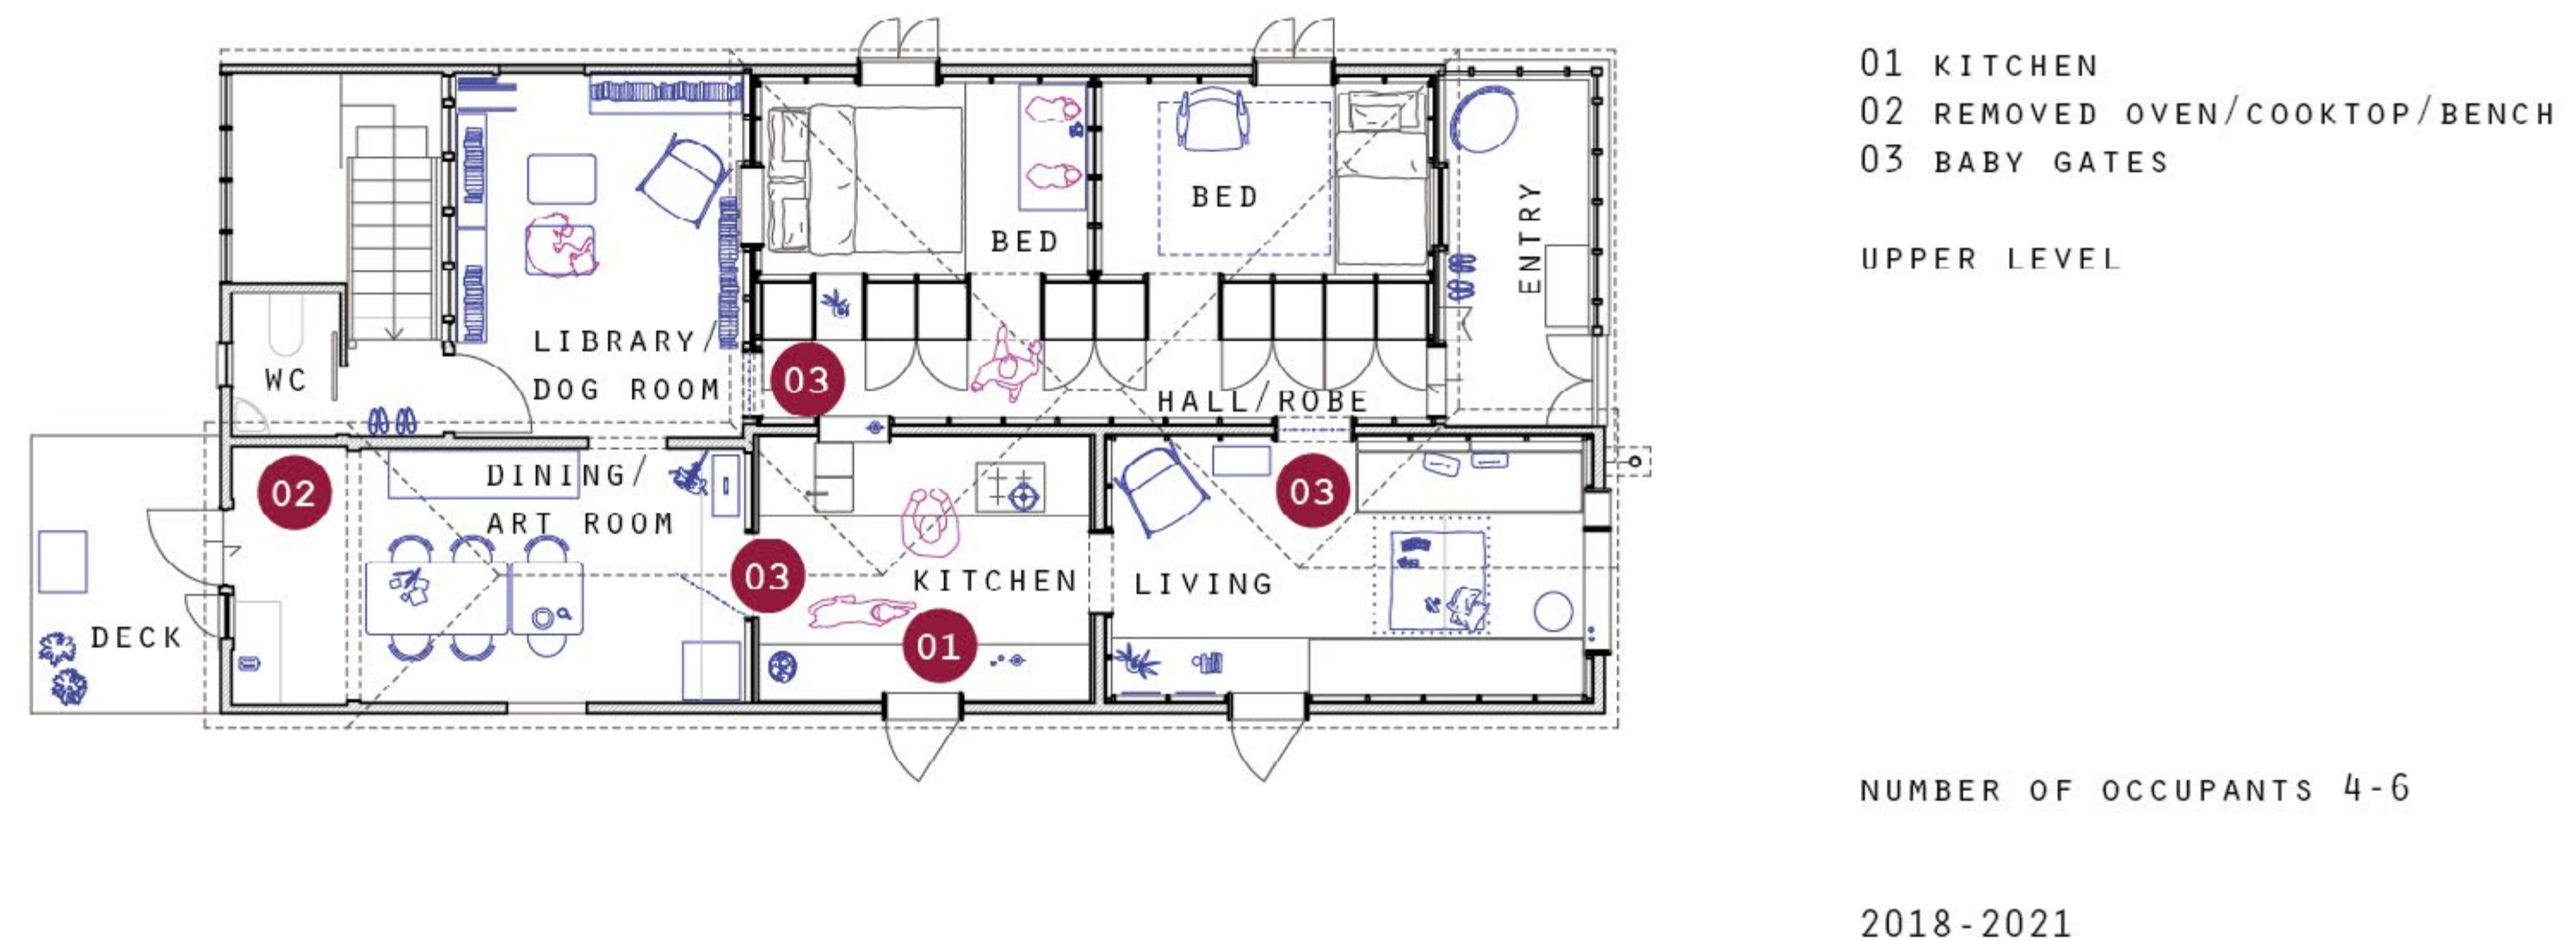 01 KITCHEN
02 REMOVED OVEN/COOKTOP/BENCH
03 BABY GATES
UPPER LEVEL
BED
BED
ENTRY
LIBRARY/
DOG ROOM
WC
03
HALL/ROBE
02
DINING/
ART ROOM
03
03
KITCHEN
LIVING
DECK
01
NUMBER OF OCCUPANTS 4-6
2018-2021